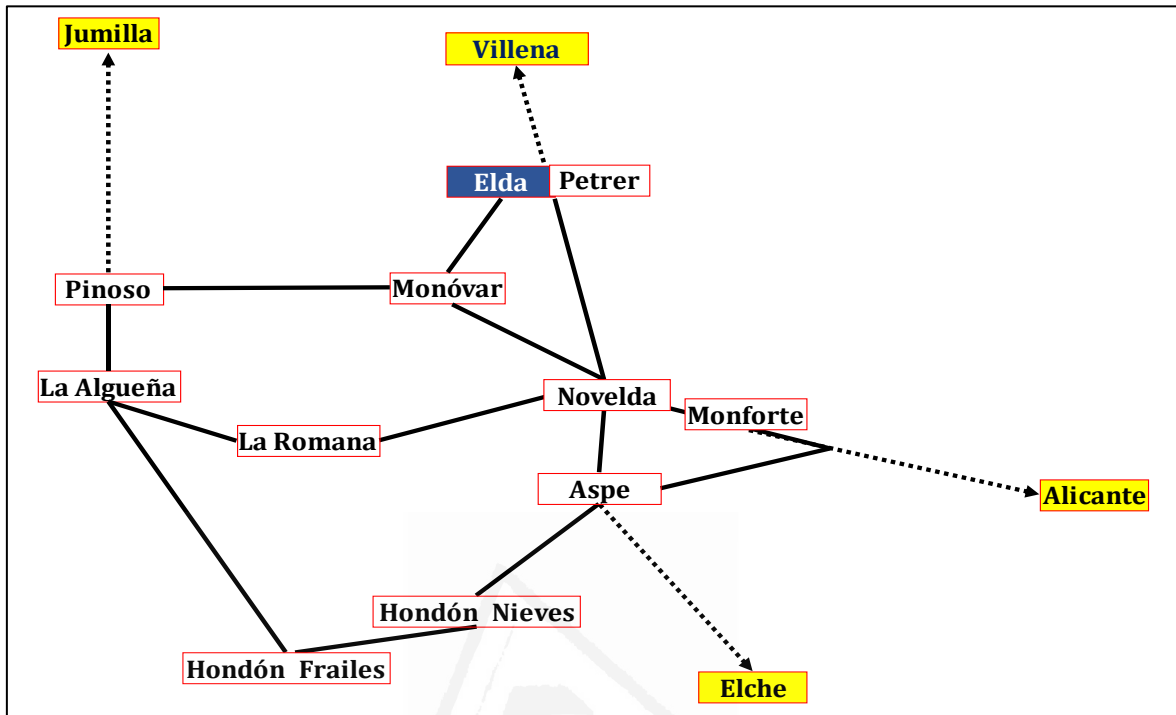 Jumilla
Villena
Elda
Petrer
Pinoso
Monóvar
La Algueña
Novelda
Monforte
La Romana
Aspe
Alicante
Hondón Nieves
Hondón Frailes
Elche